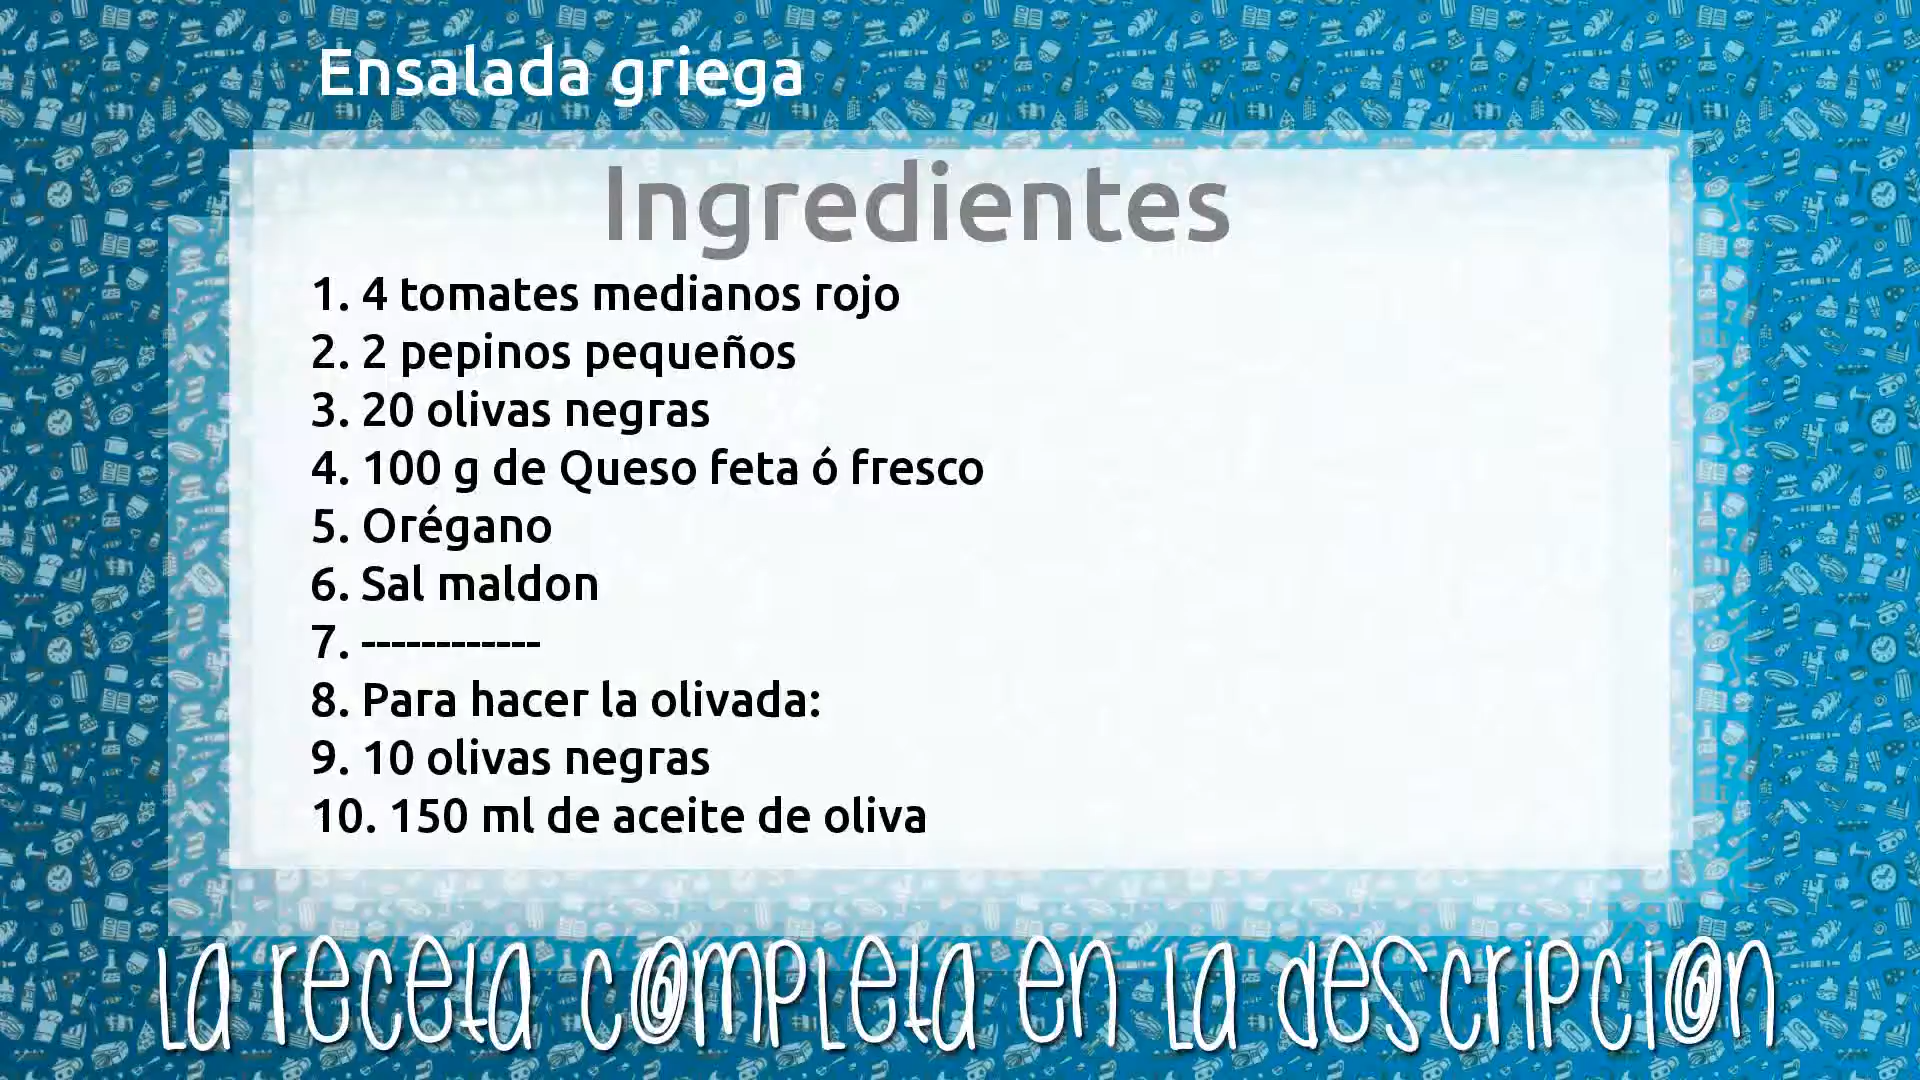 Ensalada griega
Ingredientes
1. 4 tomates medianos rojo
2. 2 pepinos pequeños
3. 20 olivas negras
4. 100 g de Queso feta ó fresco
5. Orégano
6. Sal maldon
7. ------------
8. Para hacer la olivada:
9. 10 olivas negras
10. 150 ml de aceite de oliva
La receta completa en la descripción